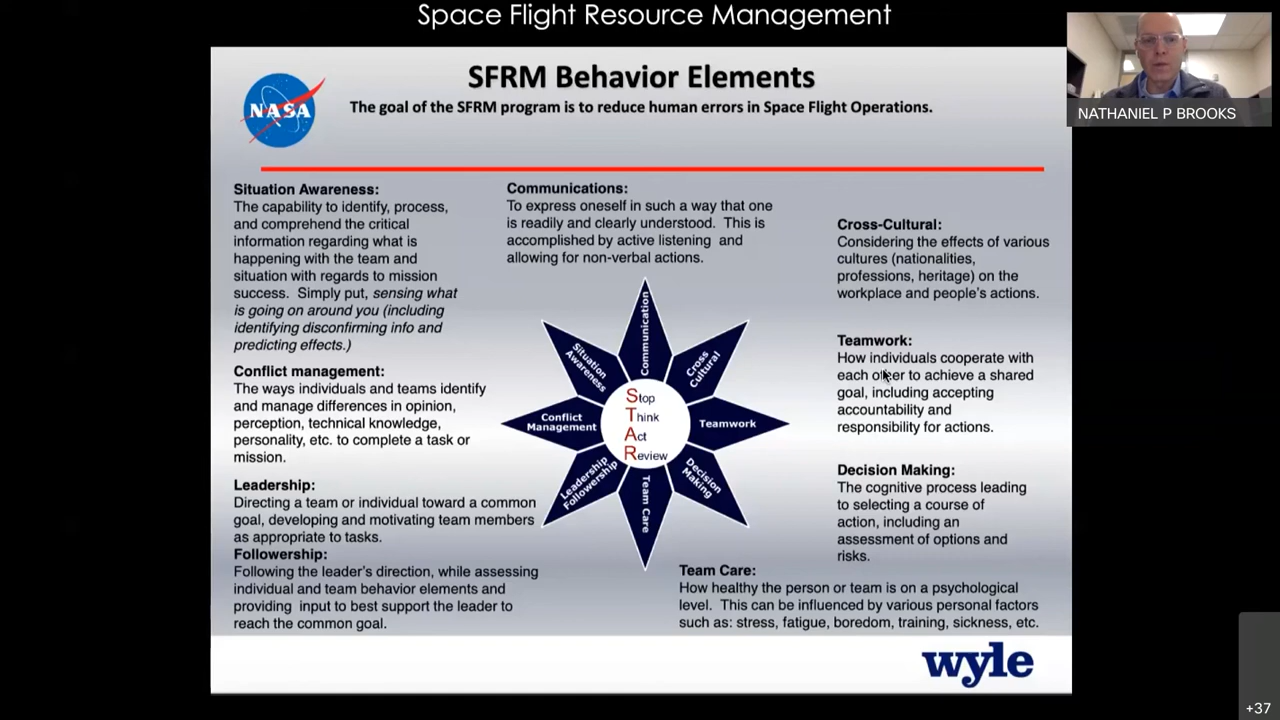 Space Flight Resource Management
NATHANIEL P BROOKS
NASA
SFRM Behavior Elements
The goal of the SFRM program is to reduce human errors in Space Flight Operations.
Situation Awareness:
The capability to identify, process,
and comprehend the critical
information regarding what is
happening with the team and
situation with regards to mission
success. Simply put, sensing what
is going on around you (including
identifying disconfirming info and
predicting effects.)
Conflict management:
The ways individuals and teams identify
and manage differences in opinion,
perception, technical knowledge,
personality, etc. to complete a task or
mission.
Leadership:
Directing a team or individual toward a common
goal, developing and motivating team members
as appropriate to tasks.
Followership:
Following the leader's direction, while assessing
individual and team behavior elements and
providing input to best support the leader to
reach the common goal.
Communications:
To express oneself in such a way that one
is readily and clearly understood. This is
accomplished by active listening and
allowing for non-verbal actions.
Communication
Cross
Cultural
Teamwork
Decision
Making
Team Care
Leadership
Followership
Conflict
Management
Situation
Awareness
Stop
Think
Act
Review
Cross-Cultural:
Considering the effects of various
cultures (nationalities,
professions, heritage) on the
workplace and people's actions.
Teamwork:
How individuals cooperate with
each other to achieve a shared
goal, including accepting
accountability and
responsibility for actions.
Decision Making:
The cognitive process leading
to selecting a course of
action, including an
assessment of options and
risks.
Team Care:
How healthy the person or team is on a psychological
level. This can be influenced by various personal factors
such as: stress, fatigue, boredom, training, sickness, etc.
wyle
+37